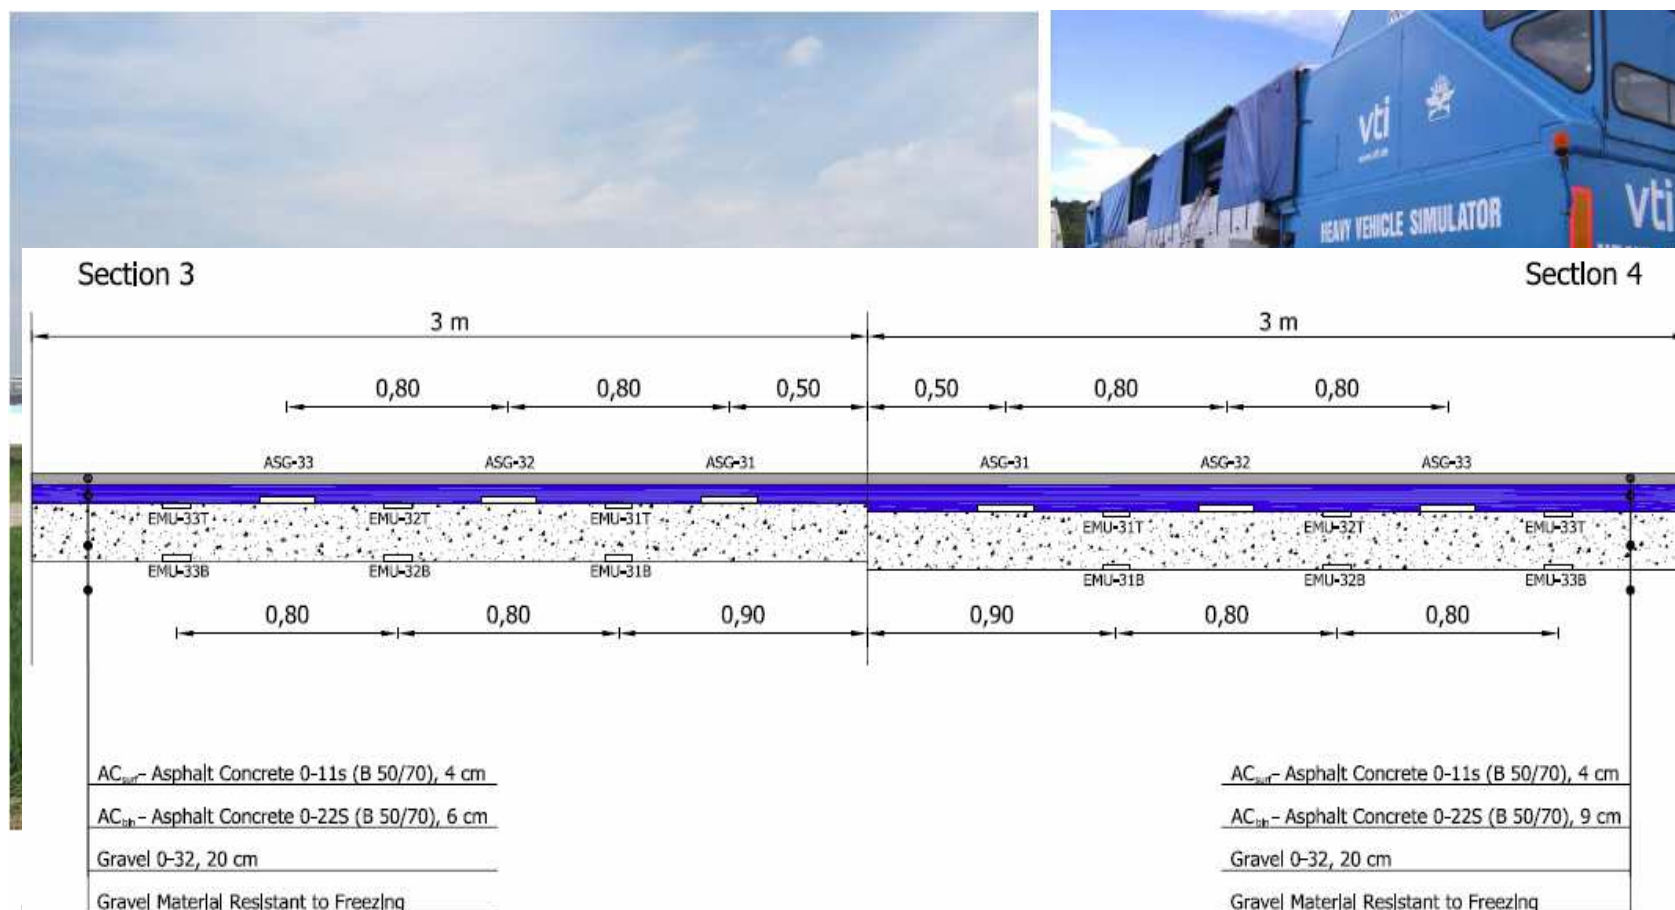 vti
www.vti.se
HEAVY VEHICLE SIMULATOR
vti
Section 3
Section 4
3 m
3 m
0,80
0,80
0,50
0,50
0,80
0,80
ASG-33
ASG-32
ASG-31
ASG-31
ASG-32
ASG-33
EMU-33T
EMU-32T
EMU-31T
EMU-31T
EMU-32T
EMU-33T
EMU-33B
EMU-32B
EMU-31B
EMU-31B
EMU-32B
EMU-33B
0,80
0,80
0,90
0,90
0,80
0,80
ACsurf- Asphalt Concrete 0-11s (B 50/70), 4 cm
ACbin- Asphalt Concrete 0-22S (B 50/70), 6 cm
Gravel 0-32, 20 cm
Gravel Material Resistant to Freezing
ACsurf- Asphalt Concrete 0-11s (B 50/70), 4 cm
ACbin- Asphalt Concrete 0-22S (B 50/70), 9 cm
Gravel 0-32, 20 cm
Gravel Material Resistant to Freezing